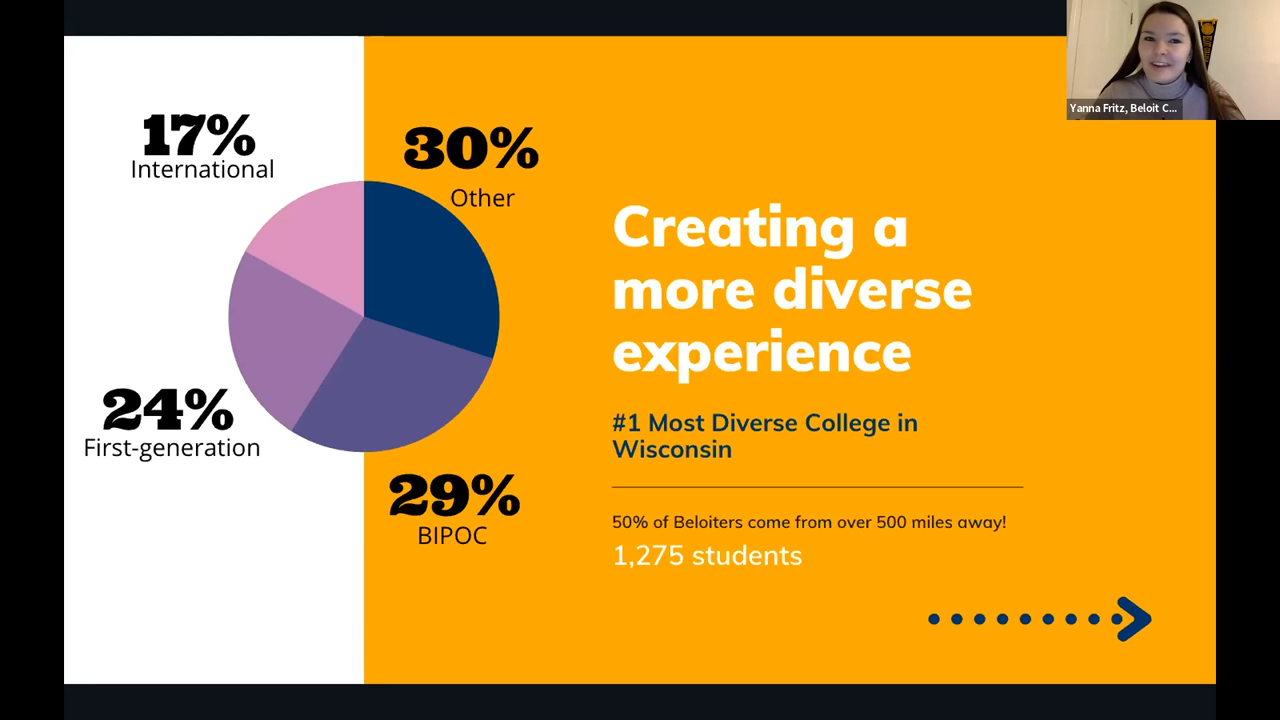 17%
International
30%
Other
24%
First-generation
29%
BIPOC
Creating a
more diverse
experience
#1 Most Diverse College in
Wisconsin
50% of Beloiters come from over 500 miles away!
1,275 students
Yanna Fritz, Beloit C...